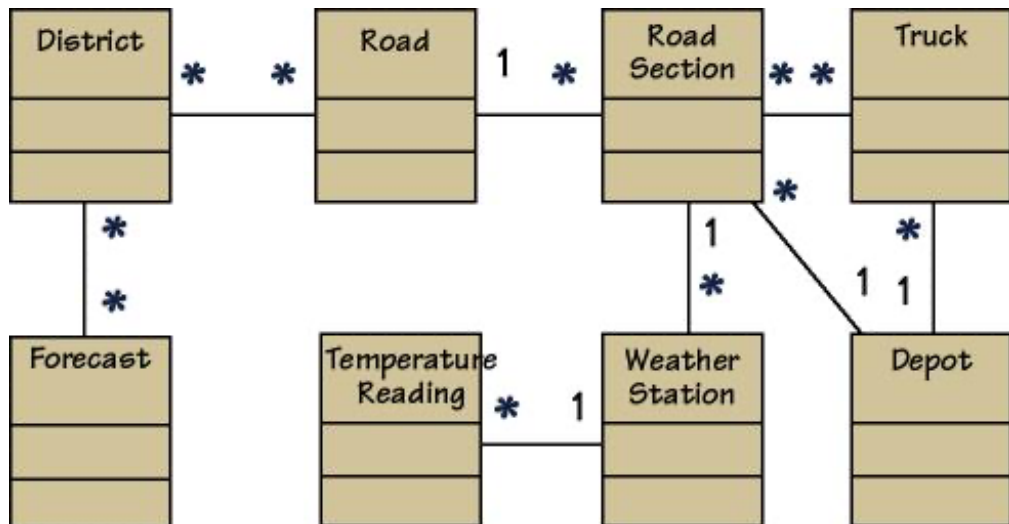 District
Road
Road
Section
Truck
* *
1 *
* *
*
*
1
*
*
1
1
*
*
Forecast
Temperature
Reading
* 1
Weather
Station
Depot